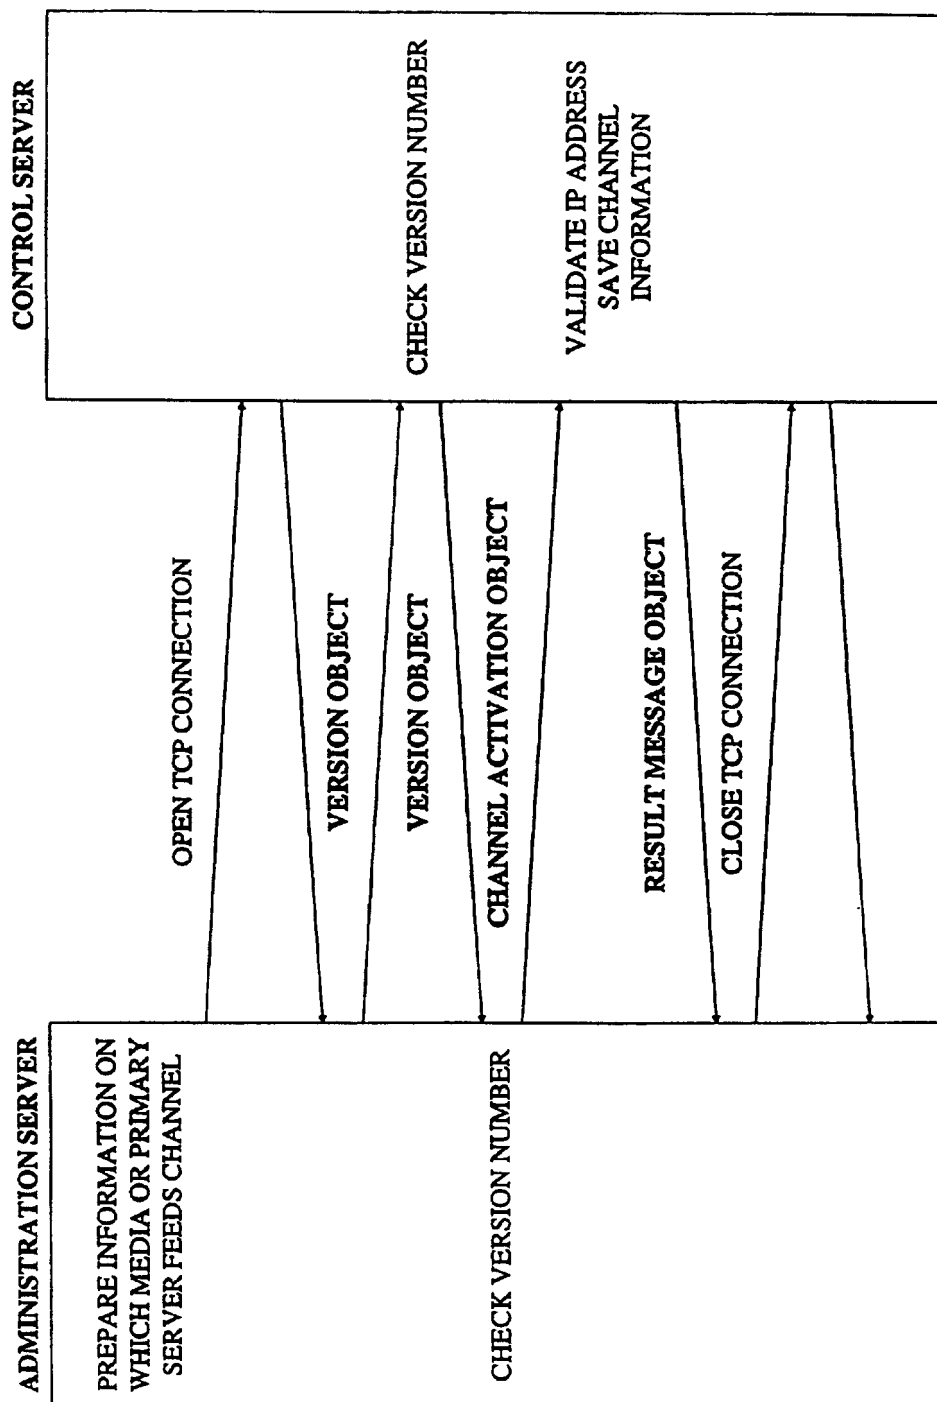 ADMINISTRATION SERVER
CONTROL SERVER
PREPARE INFORMATION ON
WHICH MEDIA OR PRIMARY
SERVER FEEDS CHANNEL
OPEN TCP CONNECTION
VERSION OBJECT
VERSION OBJECT
CHECK VERSION NUMBER
CHANNEL ACTIVATION OBJECT
CHECK VERSION NUMBER
VALIDATE IP ADDRESS
SAVE CHANNEL
INFORMATION
RESULT MESSAGE OBJECT
CLOSE TCP CONNECTION